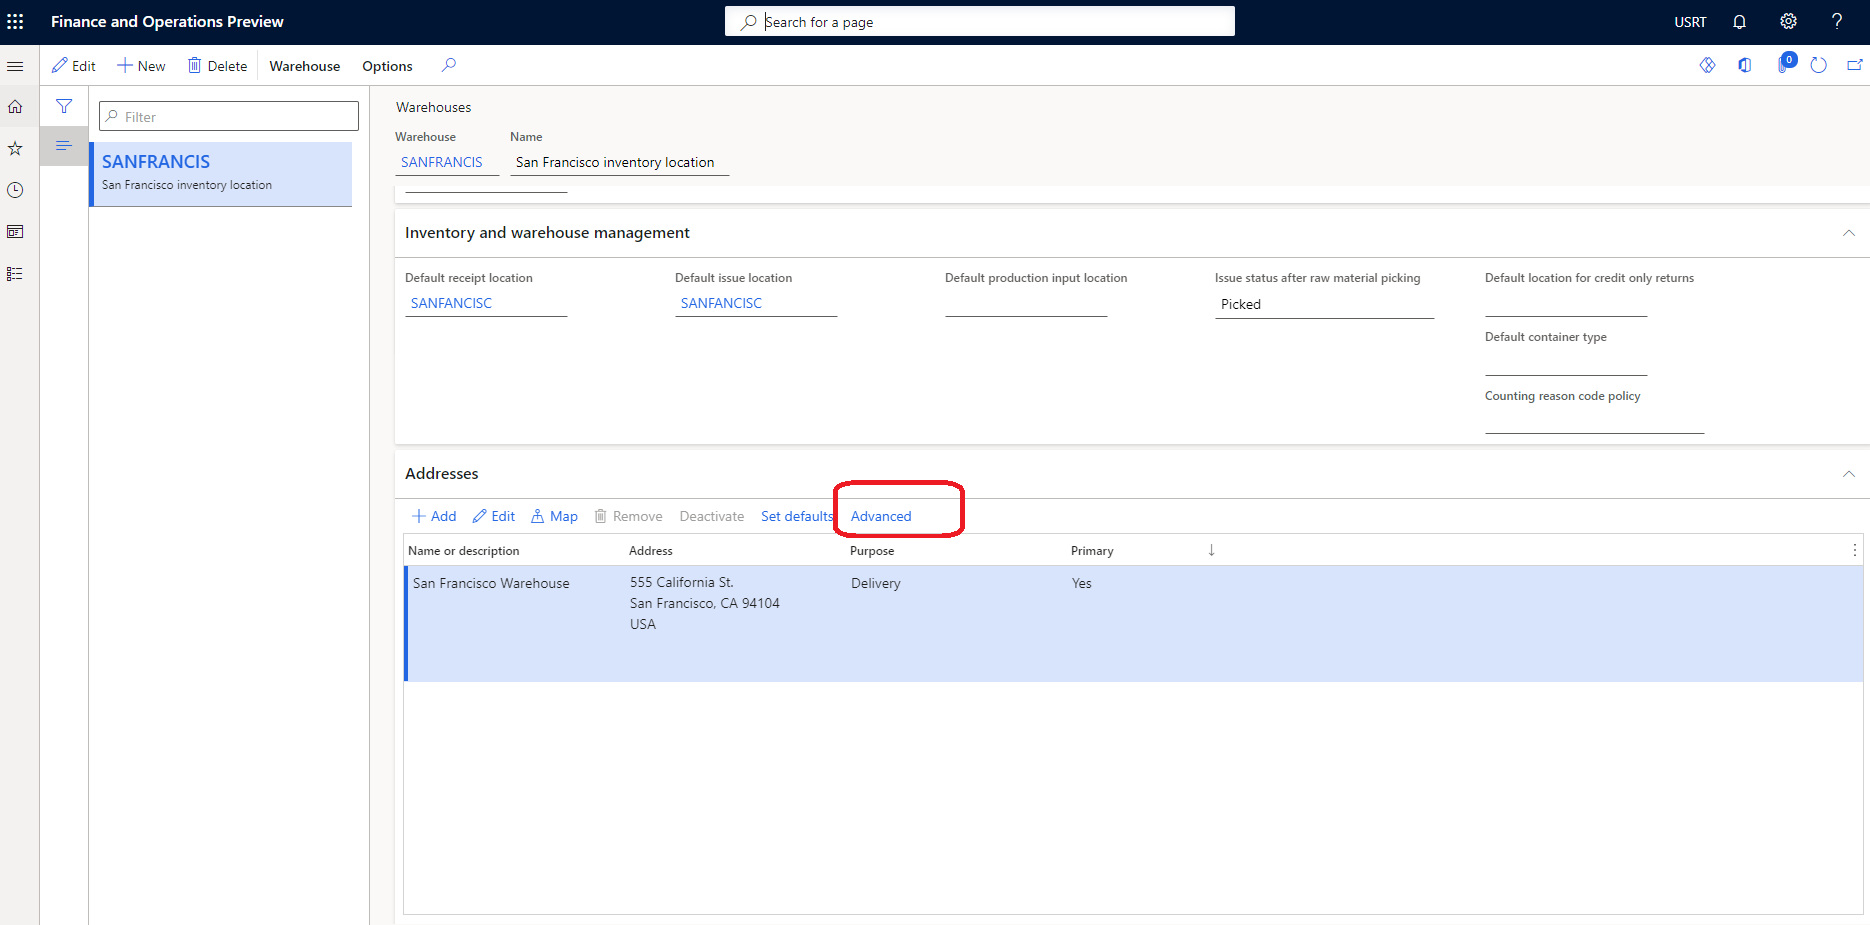 Finance and Operations Preview
Search for a page
USRT
?
Edit
New
Delete
Warehouse
Options
0
Filter
SANFRANCIS
San Francisco inventory location
Warehouses
Warehouse Name
SANFRANCIS San Francisco inventory location
Inventory and warehouse management
Default receipt location
SANFANCISC
Default issue location
SANFANCISC
Default production input location
Issue status after raw material picking
Picked
Default location for credit only returns
Default container type
Counting reason code policy
Addresses
Add Edit Map Remove Deactivate Set defaults Advanced
Name or description Address Purpose Primary
San Francisco Warehouse
555 California St.
San Francisco, CA 94104
USA
Delivery
Yes